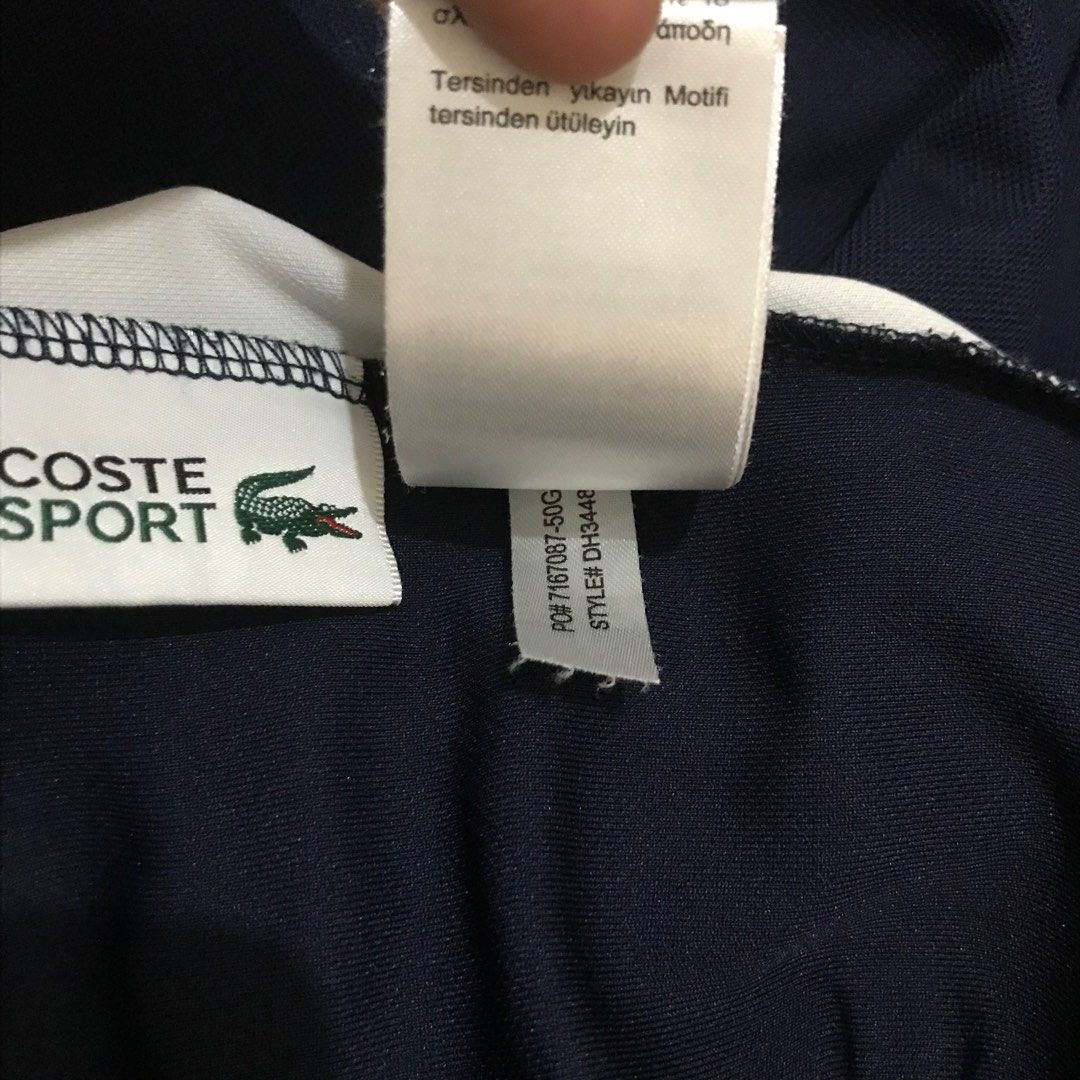 σλ
άποδη
Tersinden yıkayın Motifi
tersinden ütüleyin
COSTE
SPORT
PO# 7167087-50G
STYLE# DH3448